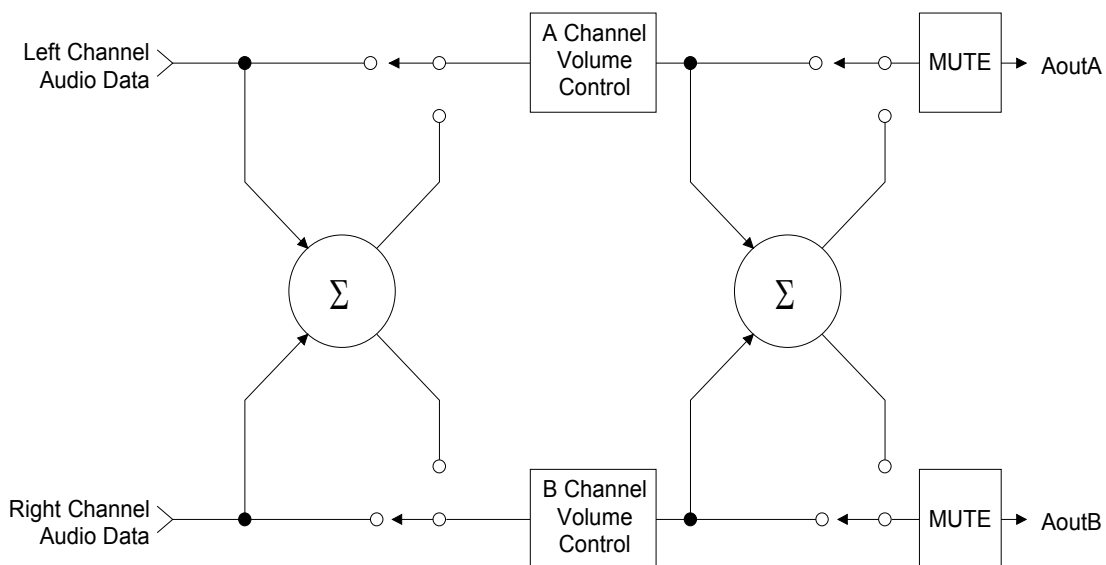 Left Channel
Audio Data
A Channel
Volume
Control
MUTE
AoutA
Σ
Σ
Right Channel
Audio Data
B Channel
Volume
Control
MUTE
AoutB